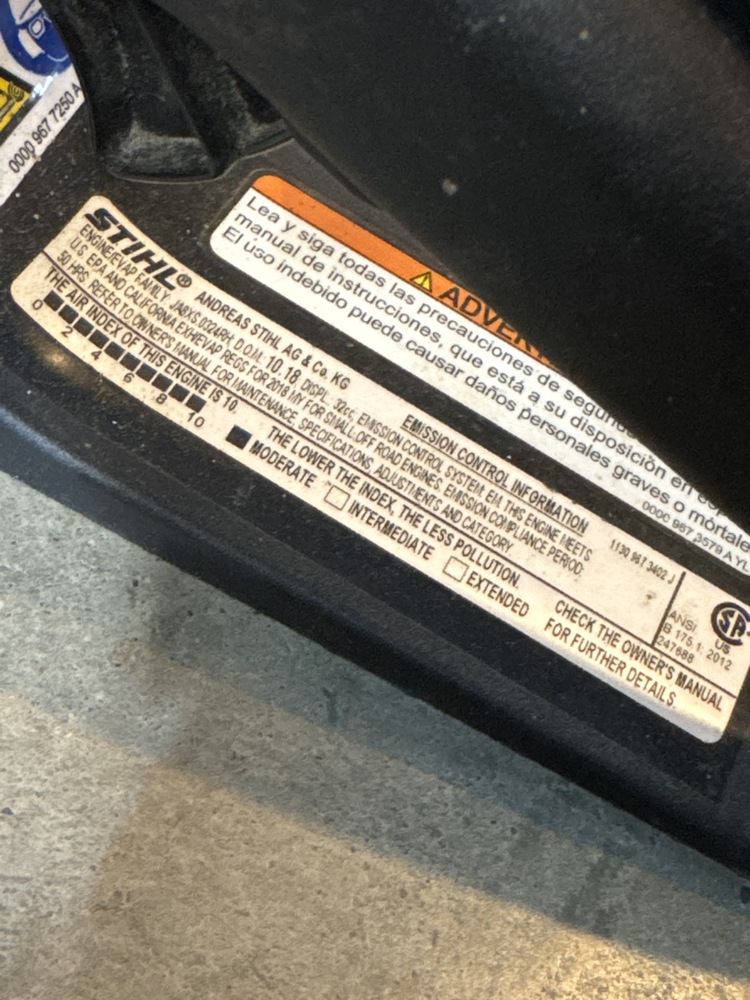 0000 967 7250 A
ADVER
Lea y siga todas las precauciones de
manual de instrucciones, que está a su disposición en
El uso indebido puede causar daños personales graves o mortale
0000 967 3579 A
STIHL® ANDREAS STIHL AG & Co. KG
EMISSION CONTROL INFORMATION
1130 967 3402 J
ENGINE/EVAP FAMILY: D.O.M.: 10.18, DISPL. 32cc, EMISSION CONTROL SYSTEM: EM. THIS ENGINE MEETS
U.S. EPA AND CALIFORNIA EXH/EVAP REGS FOR 2018 MY FOR SMALL OFF ROAD ENGINES. EMISSION COMPLIANCE PERIOD:
50 HRS. REFER TO OWNER'S MANUAL FOR MAINTENANCE, SPECIFICATIONS, ADJUSTMENTS AND CATEGORY.
THE AIR INDEX OF THIS ENGINE IS 10.
THE LOWER THE INDEX, THE LESS POLLUTION.
0 2 4 6 8 10
MODERATE INTERMEDIATE EXTENDED
CHECK THE OWNER'S MANUAL
FOR FURTHER DETAILS.
US
ANSI
B 175.1: 2012
247688